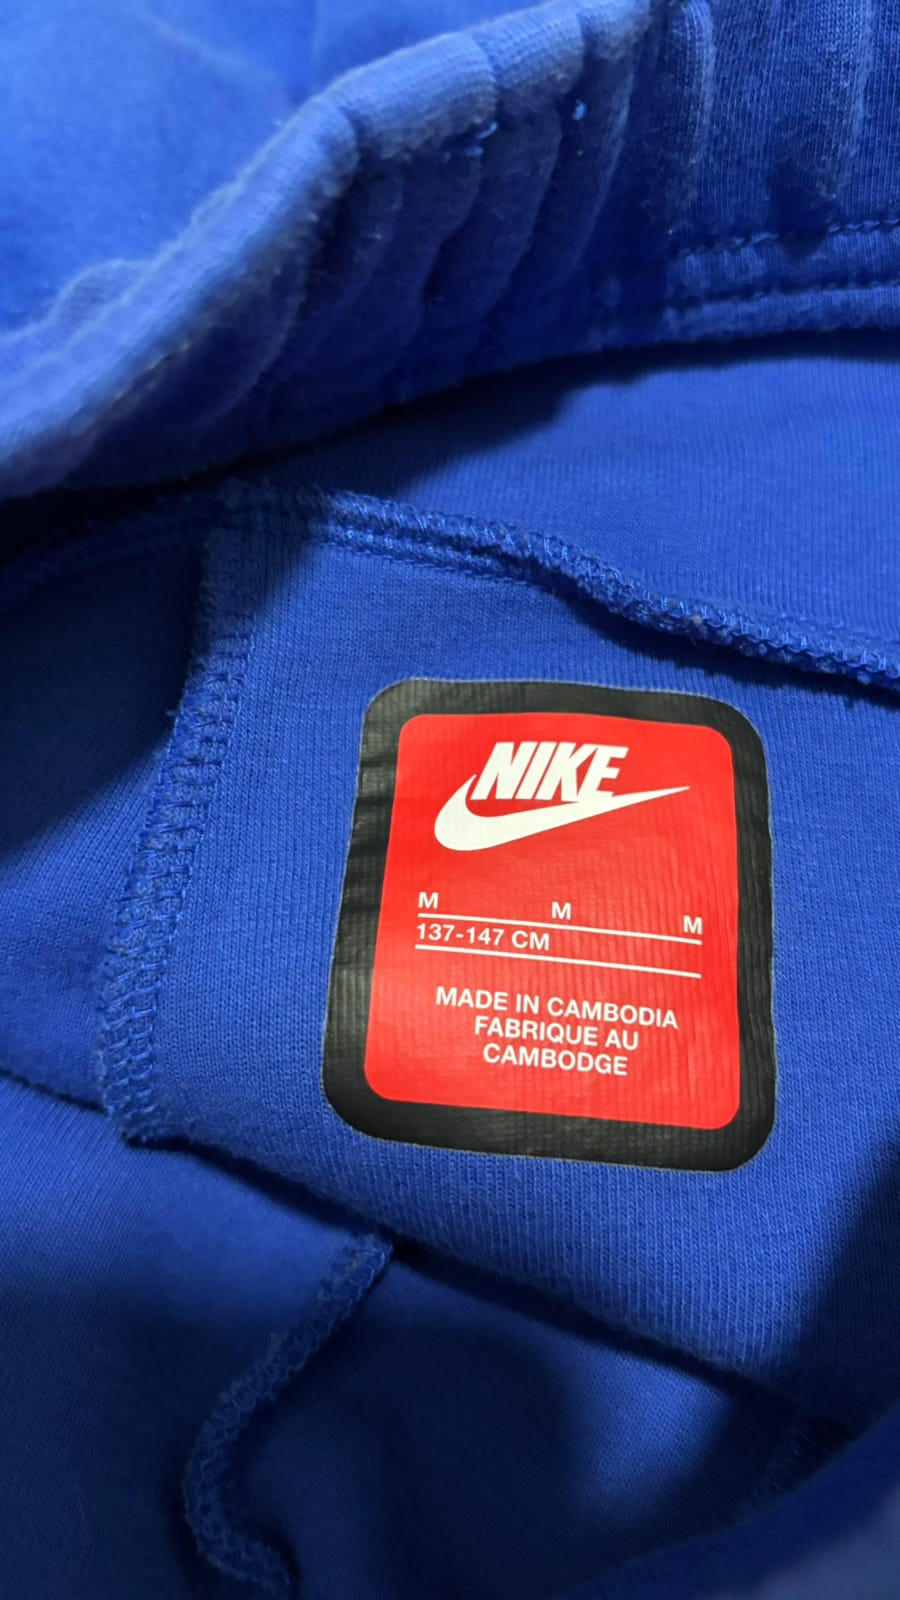 NIKE
M M M
137-147 CM
MADE IN CAMBODIA
FABRIQUE AU
CAMBODGE